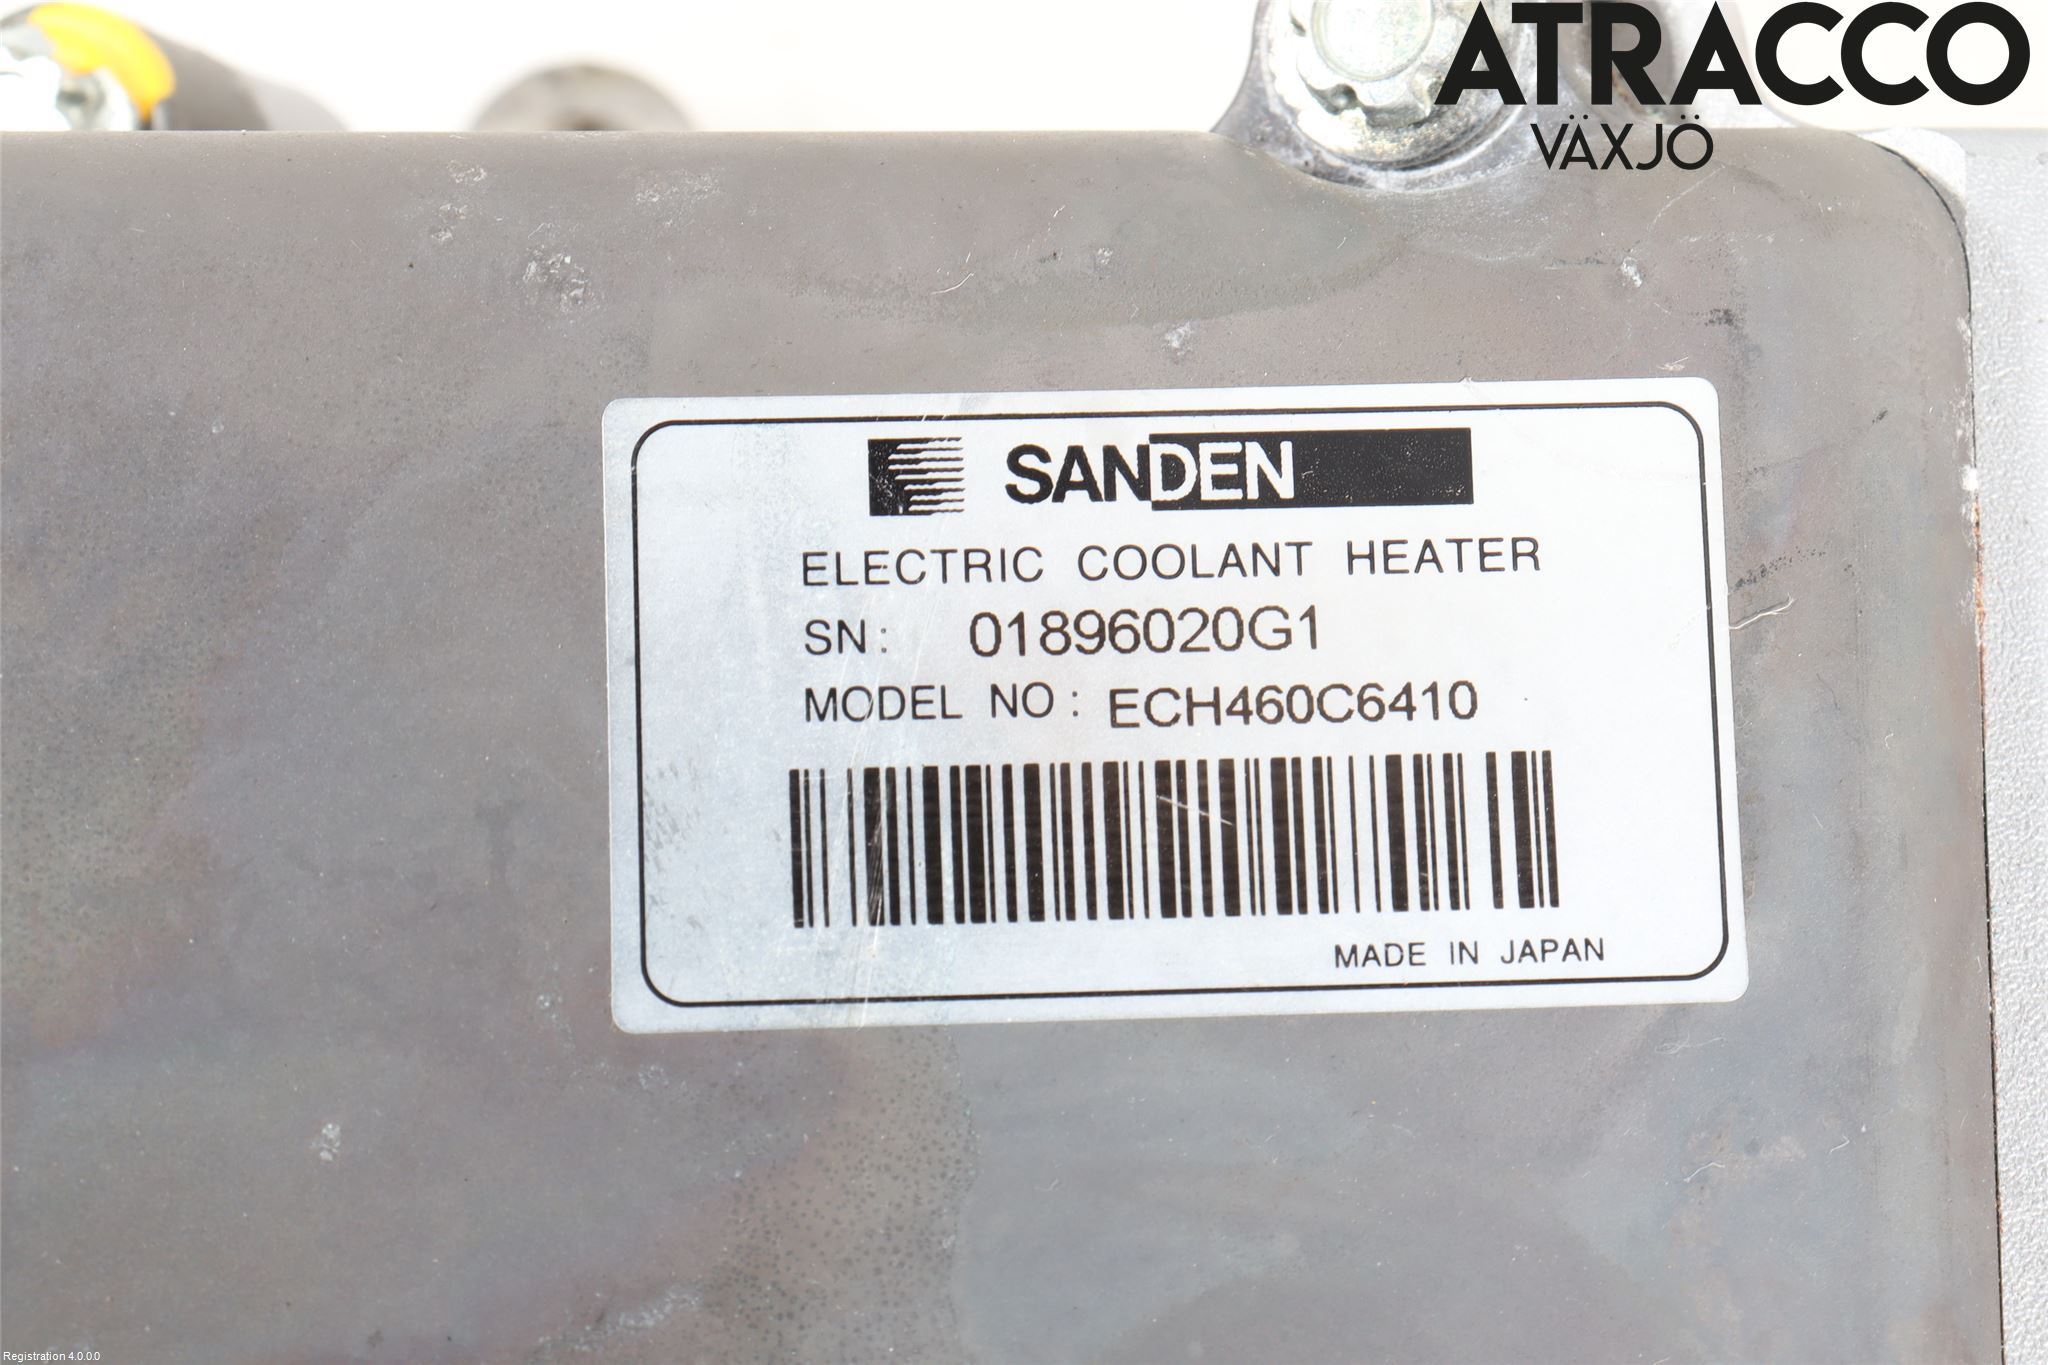 ATRACCO
VÄXJÖ
SANDEN
ELECTRIC COOLANT HEATER
SN: 01896020G1
MODEL NO: ECH460C6410
MADE IN JAPAN
Registration 4.0.0.0